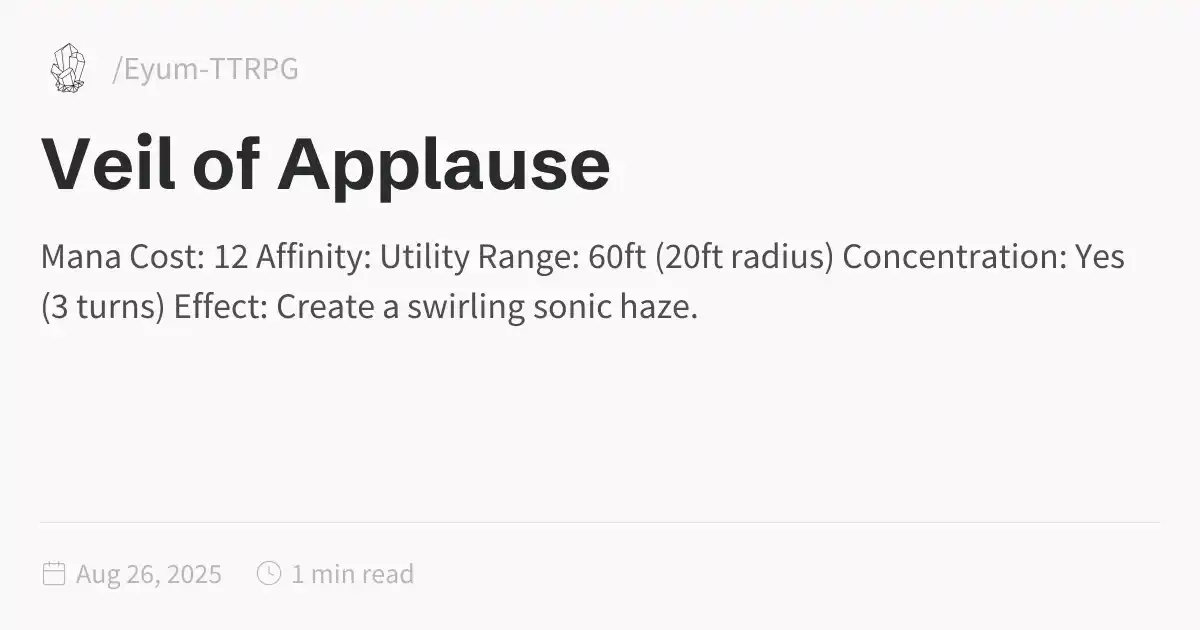 /Eyum-TTRPG
Veil of Applause
Mana Cost: 12 Affinity: Utility Range: 60ft (20ft radius) Concentration: Yes
(3 turns) Effect: Create a swirling sonic haze.
Aug 26, 2025 1 min read